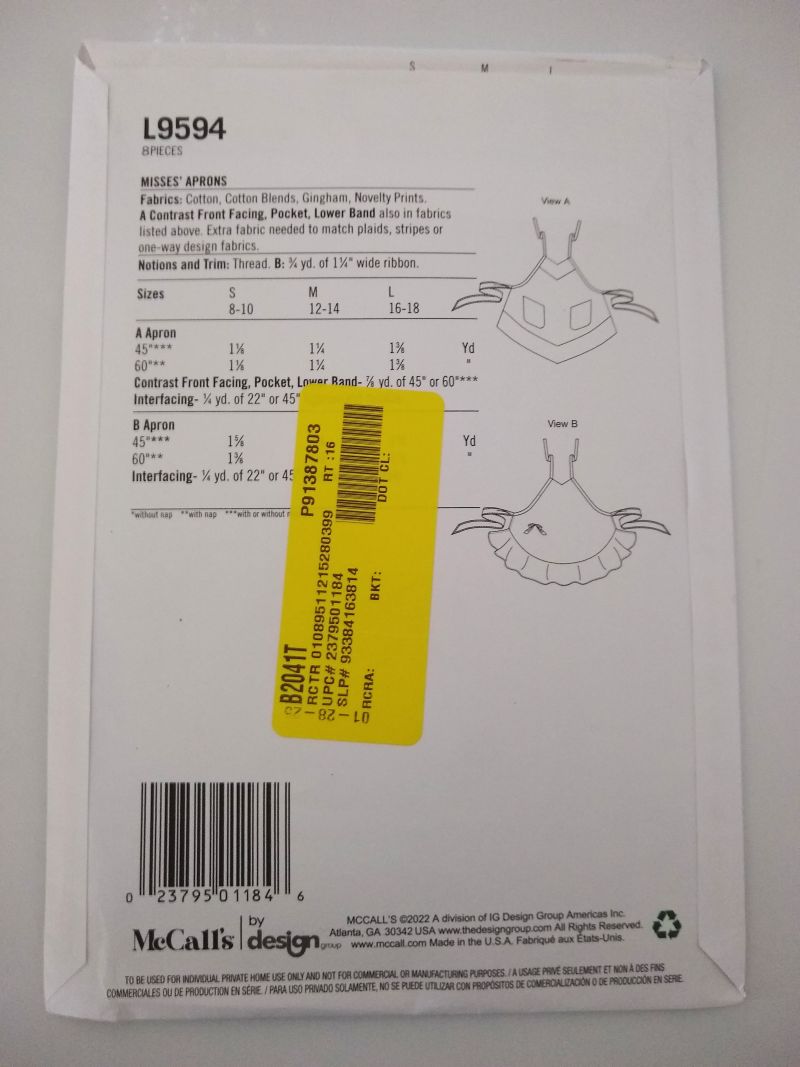 S M L
L9594
8PIECES
MISSES' APRONS
Fabrics: Cotton, Cotton Blends, Gingham, Novelty Prints.
A Contrast Front Facing, Pocket, Lower Band also in fabrics
listed above. Extra fabric needed to match plaids, stripes or
one-way design fabrics.
Notions and Trim: Thread. B: ¾ yd. of 1¼" wide ribbon.
Sizes S M L
8-10 12-14 16-18
A Apron
45"*** 1⅛ 1¼ 1⅜ Yd
60"** 1⅛ 1¼ 1⅜ "
Contrast Front Facing, Pocket, Lower Band- ⅞ yd. of 45" or 60"***
Interfacing- ¼ yd. of 22" or 45"
B Apron
45"*** 1⅝ Yd
60"** 1⅜ "
Interfacing- ¼ yd. of 22" or 45
*without nap **with nap ***with or without
View A
View B
P91387803
RT :16
DOT CL:
B2041T
RCTR 01089511215280399
UPC# 2379501184
SLP# 93384163814
BKT:
RCRA:
0 23795 01184 6
McCall's by design group
MCCALL'S ©2022 A division of IG Design Group Americas Inc.
Atlanta, GA 30342 USA www.thedesigngroup.com All Rights Reserved.
www.mccall.com Made in the U.S.A. Fabriqué aux États-Unis.
TO BE USED FOR INDIVIDUAL PRIVATE HOME USE ONLY AND NOT FOR COMMERCIAL OR MANUFACTURING PURPOSES. / A USAGE PRIVÉ SEULEMENT ET NON À DES FINS
COMMERCIALES OU DE PRODUCTION EN SÉRIE. / PARA USO PRIVADO SOLAMENTE, NO SE PUEDE UTILIZAR CON PROPÓSITOS DE COMERCIALIZACIÓN O DE PRODUCCIÓN EN SERIE.